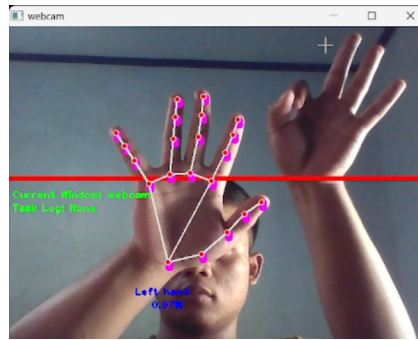 webcam
Current Window: webcam
Task Log: None
Left hand
0.97%